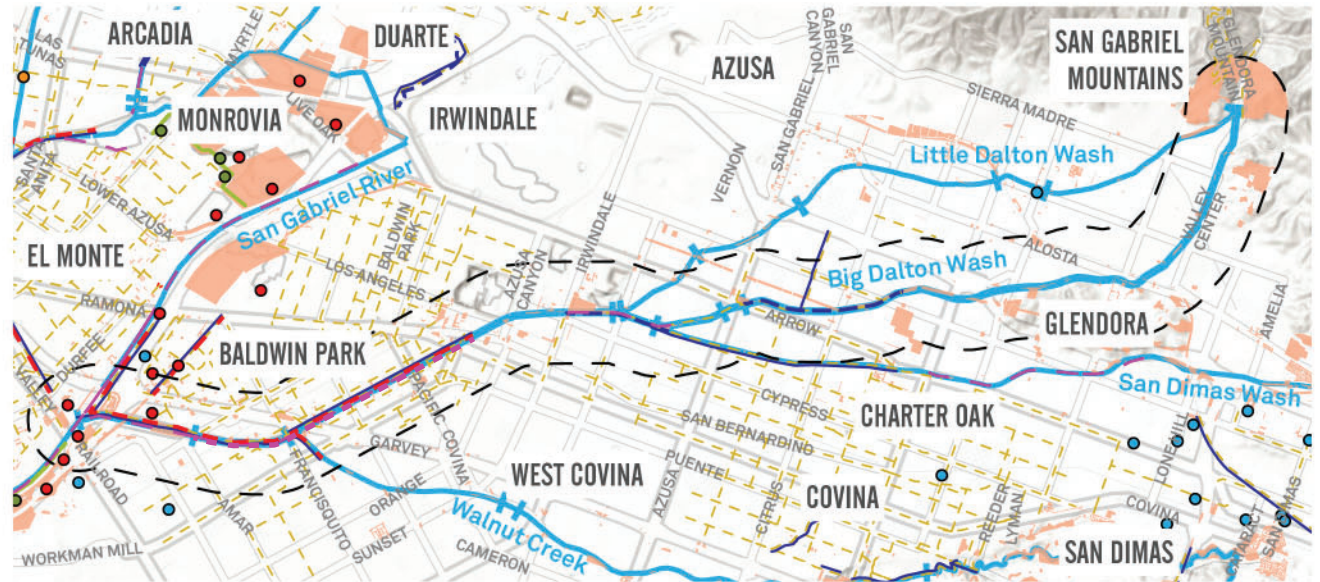 ARCADIA
DUARTE
AZUSA
SAN GABRIEL
MOUNTAINS
LAS
TUNAS
MYRTLE
SAN
GABRIEL
CANYON
GLENDORA
MOUNTAIN
MONROVIA
LIVE OAK
IRWINDALE
SIERRA MADRE
SANTA
ANITA
LOWER AZUSA
San Gabriel River
VERNON
SAN GABRIEL
Little Dalton Wash
VALLEY
CENTER
EL MONTE
BALDWIN
PARK
LOS ANGELES
AZUSA
CANYON
IRWINDALE
ALOSTA
Big Dalton Wash
RAMONA
ARROW
GLENDORA
AMELIA
DURFEE
VALLEY
BALDWIN PARK
San Dimas Wash
PACIFIC
COVINA
CYPRESS
CHARTER OAK
SAN BERNARDINO
RAILROAD
GARVEY
PUENTE
LONE HILL
FRANCISQUITO
ORANGE
WEST COVINA
AZUSA
CITRUS
COVINA
REEDER
LYMAN
COVINA
SAN DIMAS
AMAR
SUNSET
Walnut Creek
CATARACT
WORKMAN MILL
CAMERON
SAN DIMAS